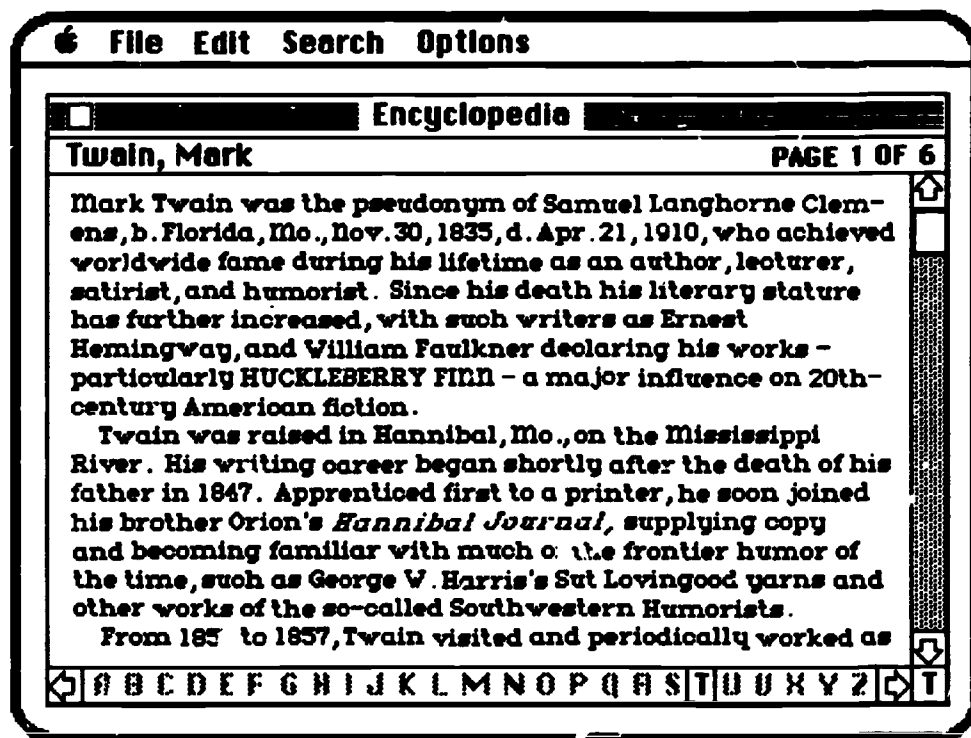 File Edit Search Options
Encyclopedia
Twain, Mark PAGE 1 OF 6
Mark Twain was the pseudonym of Samuel Langhorne Clem-
ens, b. Florida, Mo., Nov. 30, 1835, d. Apr. 21, 1910, who achieved
worldwide fame during his lifetime as an author, lecturer,
satirist, and humorist. Since his death his literary stature
has further increased, with such writers as Ernest
Hemingway, and William Faulkner declaring his works -
particularly HUCKLEBERRY FINN - a major influence on 20th-
century American fiction.
Twain was raised in Hannibal, Mo., on the Mississippi
River. His writing career began shortly after the death of his
father in 1847. Apprenticed first to a printer, he soon joined
his brother Orion's Hannibal Journal, supplying copy
and becoming familiar with much the frontier humor of
the time, such as George W. Harris's Sut Lovingood yarns and
other works of the so-called Southwestern Humorists.
From to 1857, Twain visited and periodically worked as
A B C D E F G H I J K L M N O P Q R S T U V X Y Z T